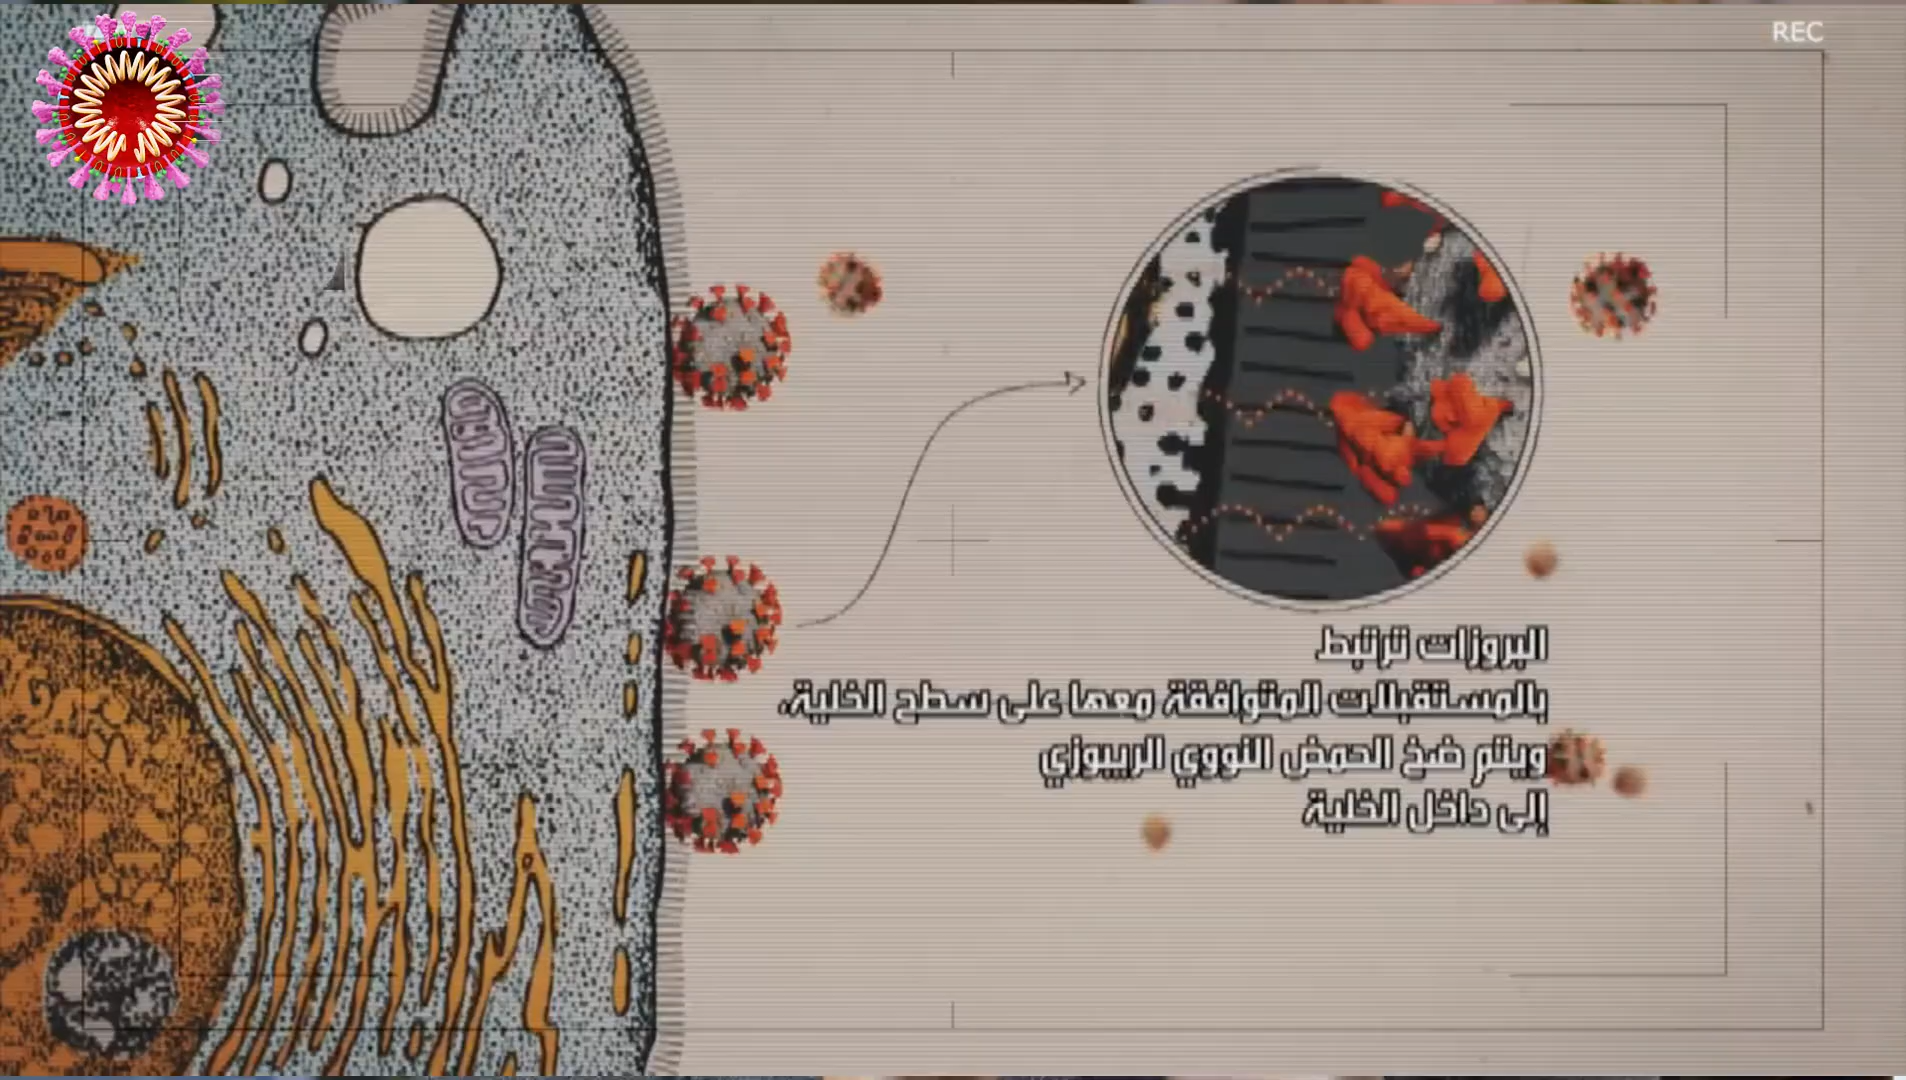 REC
البروزات ترتبط
بالمستقبلات المتوافقة معها على سطح الخلية،
ويتم ضخ الحمض النووي الريبوزي
إلى داخل الخلية